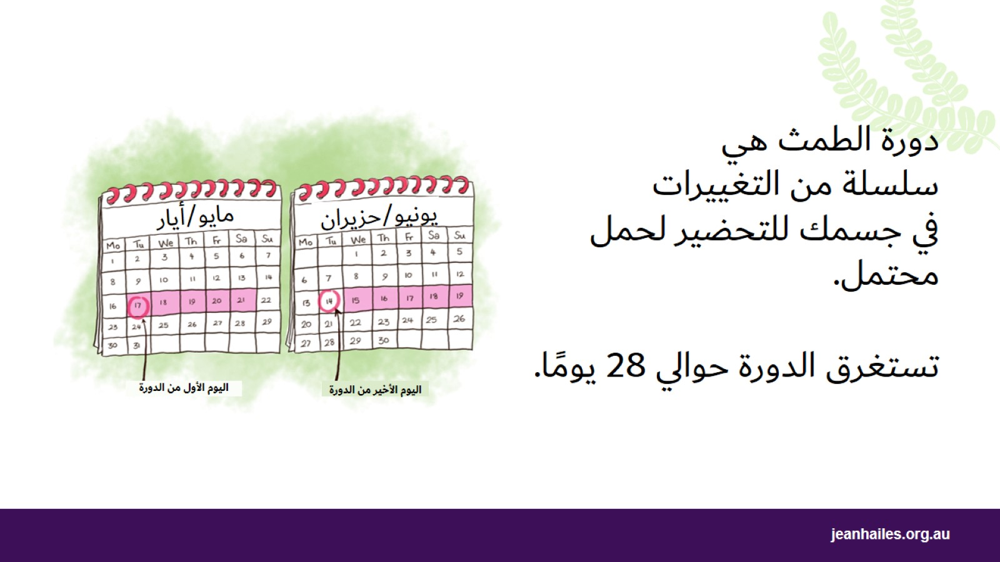 دورة الطمث هي
سلسلة من التغييرات
في جسمك للتحضير لحمل
محتمل.
تستغرق الدورة حوالي 28 يومًا.
مايو/أيار
Mo Tu We Th Fr Sa Su
1 2 3 4 5 6 7
8 9 10 11 12 13 14
16 17 18 19 20 21 22
23 24 25 26 27 28 29
30 31
اليوم الأول من الدورة
يونيو/حزيران
Mo Tu We Th Fr Sa Su
1 2 3 4 5
6 7 8 9 10 11 12
13 14 15 16 17 18 19
20 21 22 23 24 25 26
27 28 29 30
اليوم الأخير من الدورة
jeanhailes.org.au